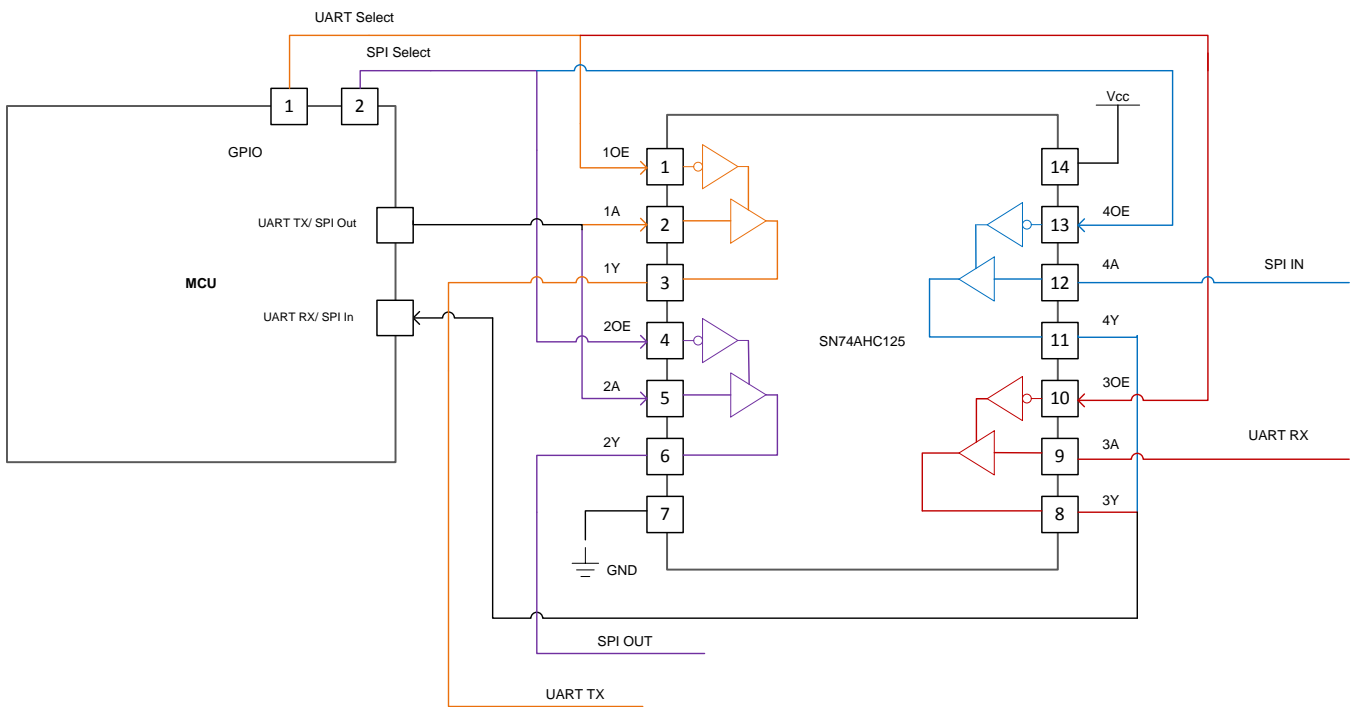 UART Select
SPI Select
1
2
GPIO
UART TX/ SPI Out
MCU
UART RX/ SPI In
1OE
1
1A
2
1Y
3
2OE
4
2A
5
2Y
6
7
GND
SN74AHC125
Vcc
14
4OE
13
4A
12
SPI IN
4Y
11
3OE
10
3A
9
UART RX
3Y
8
SPI OUT
UART TX